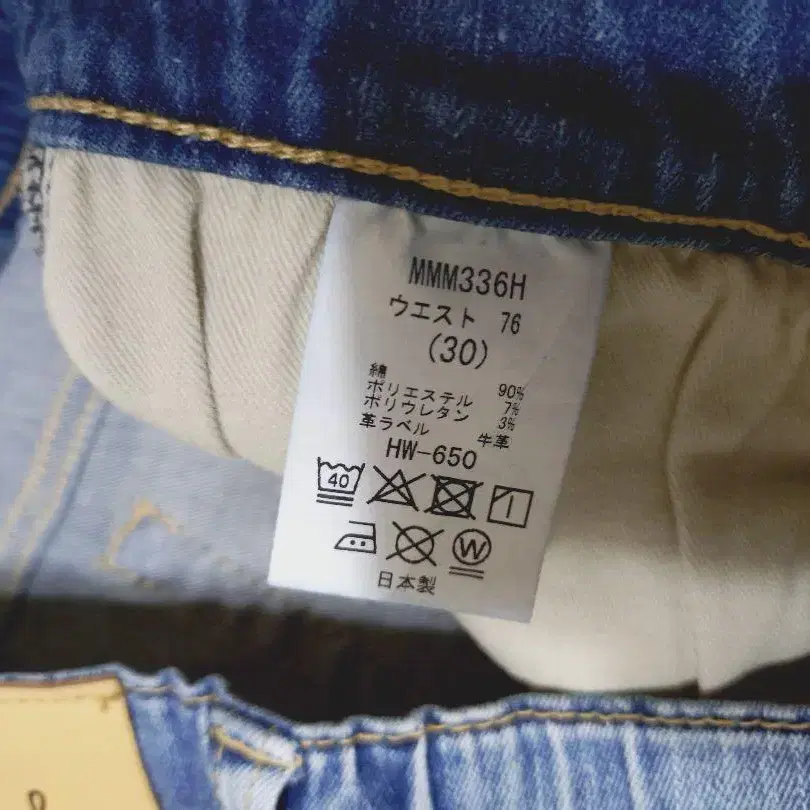 MMM336H
ウエスト 76
(30)
綿 90%
ポリエステル 7%
ポリウレタン 3%
革ラベル 牛革
HW-650
40
W
日本製